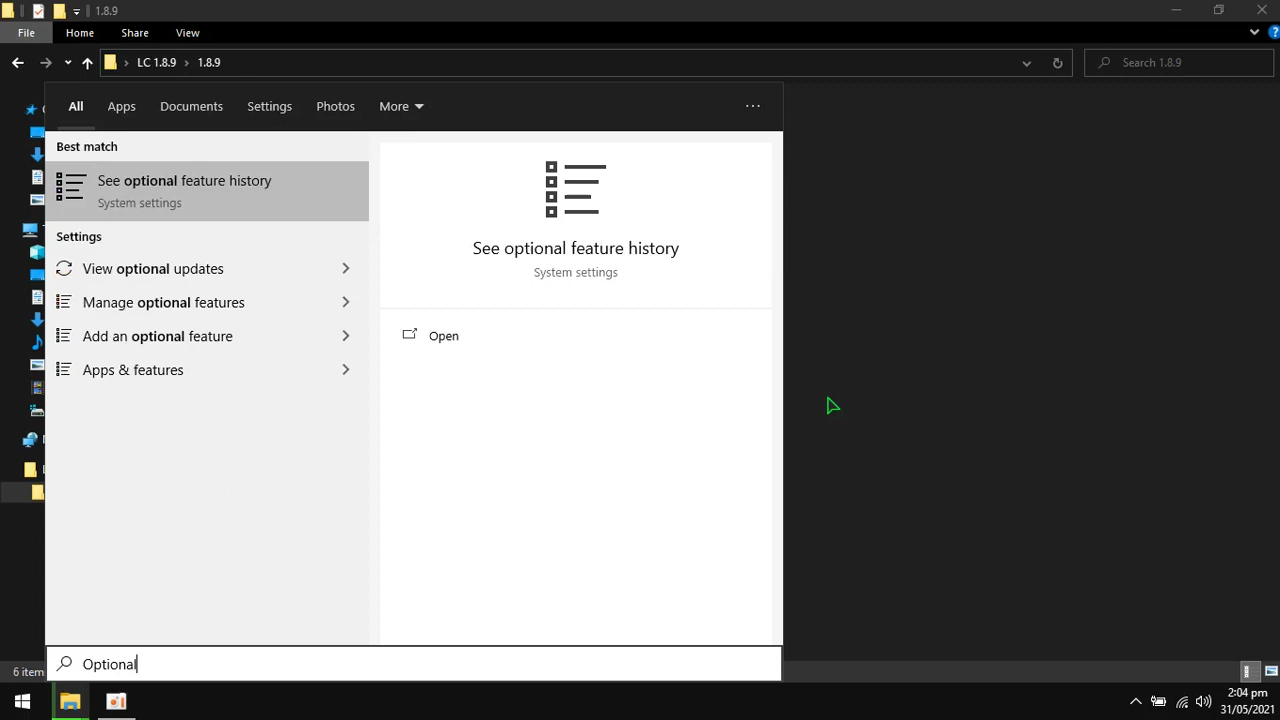 1.8.9
File Home Share View
LC 1.8.9 1.8.9 Search 1.8.9
All Apps Documents Settings Photos More
Best match
See optional feature history
System settings
Settings
View optional updates
Manage optional features
Add an optional feature
Apps & features
See optional feature history
System settings
Open
Optional
6 item
2:04 pm
31/05/2021